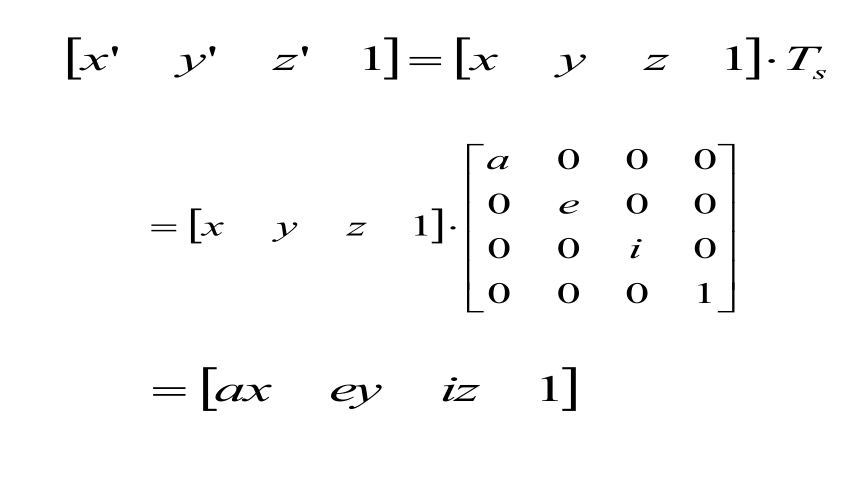 [x' y' z' 1] = [x y z 1] · T_s
= [x y z 1] · [a 0 0 0
0 e 0 0
0 0 i 0
0 0 0 1]
= [ax ey iz 1]